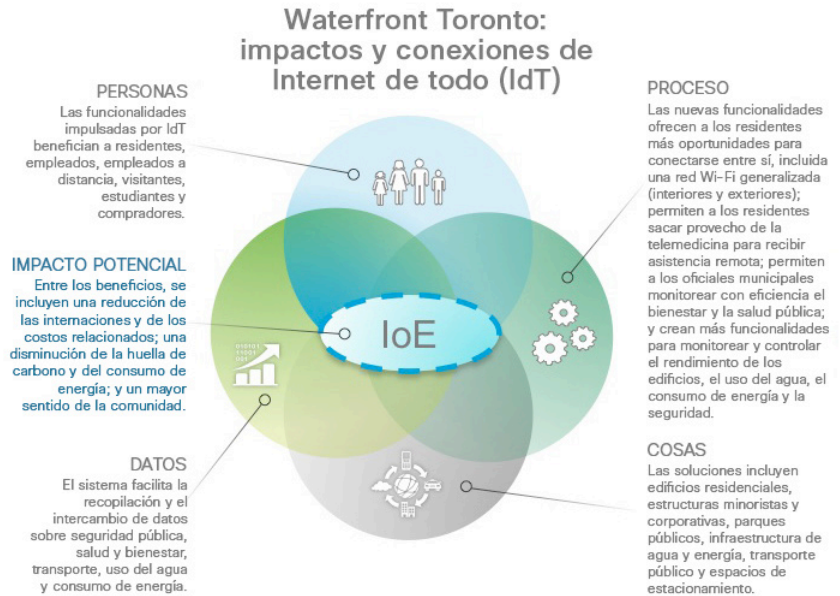 Waterfront Toronto:
impactos y conexiones de
Internet de todo (IdT)
PERSONAS
Las funcionalidades
impulsadas por IdT
benefician a residentes,
empleados, empleados a
distancia, visitantes,
estudiantes y
compradores.
IMPACTO POTENCIAL
Entre los beneficios, se
incluyen una reducción de
las internaciones y de los
costos relacionados; una
disminución de la huella de
carbono y del consumo de
energía; y un mayor
sentido de la comunidad.
DATOS
El sistema facilita la
recopilación y el
intercambio de datos
sobre seguridad pública,
salud y bienestar,
transporte, uso del agua
y consumo de energía.
IoE
PROCESO
Las nuevas funcionalidades
ofrecen a los residentes
más oportunidades para
conectarse entre sí, incluida
una red Wi-Fi generalizada
(interiores y exteriores);
permiten a los residentes
sacar provecho de la
telemedicina para recibir
asistencia remota; permiten
a los oficiales municipales
monitorear con eficiencia el
bienestar y la salud pública;
y crean más funcionalidades
para monitorear y controlar
el rendimiento de los
edificios, el uso del agua, el
consumo de energía y la
seguridad.
COSAS
Las soluciones incluyen
edificios residenciales,
estructuras minoristas y
corporativas, parques
públicos, infraestructura de
agua y energía, transporte
público y espacios de
estacionamiento.